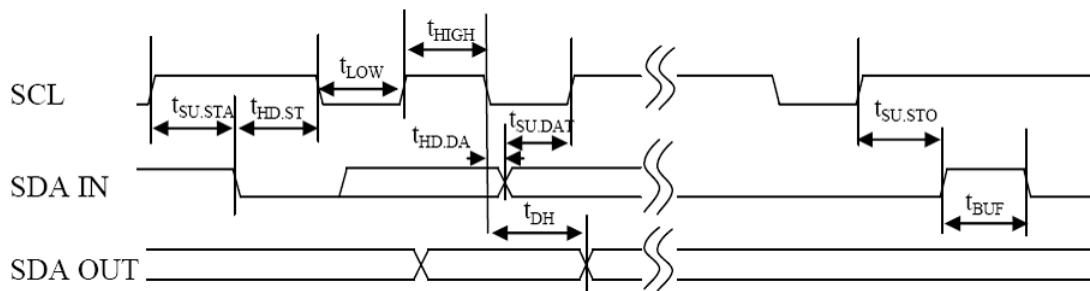 tHIGH
tLOW
SCL
tSU.STA
tHD.ST
tSU.DAT
tHD.DA
tSU.STO
SDA IN
tDH
tBUF
SDA OUT